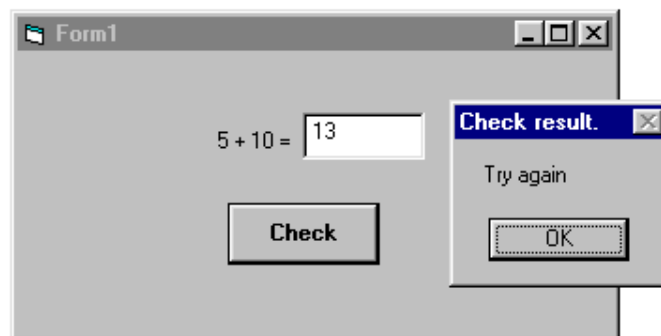 Form1
5 + 10 = 13
Check result.
Try again
Check
OK